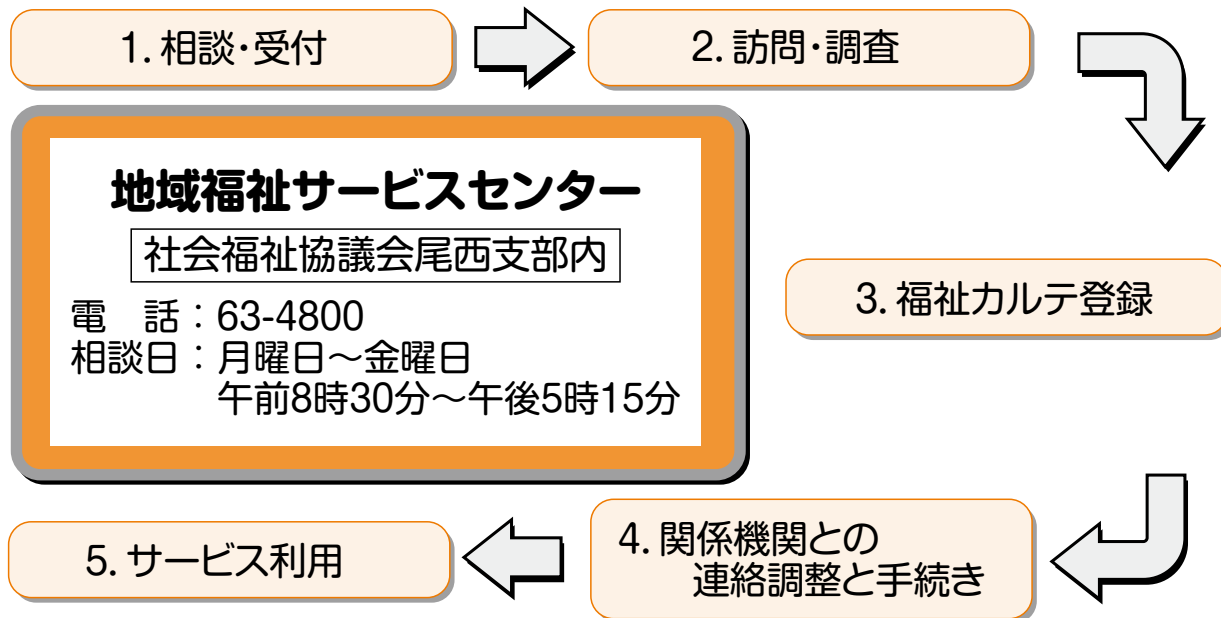 1. 相談・受付
2. 訪問・調査
地域福祉サービスセンター
社会福祉協議会尾西支部内
電　話：63-4800
相談日：月曜日～金曜日
午前8時30分～午後5時15分
3. 福祉カルテ登録
4. 関係機関との
連絡調整と手続き
5. サービス利用